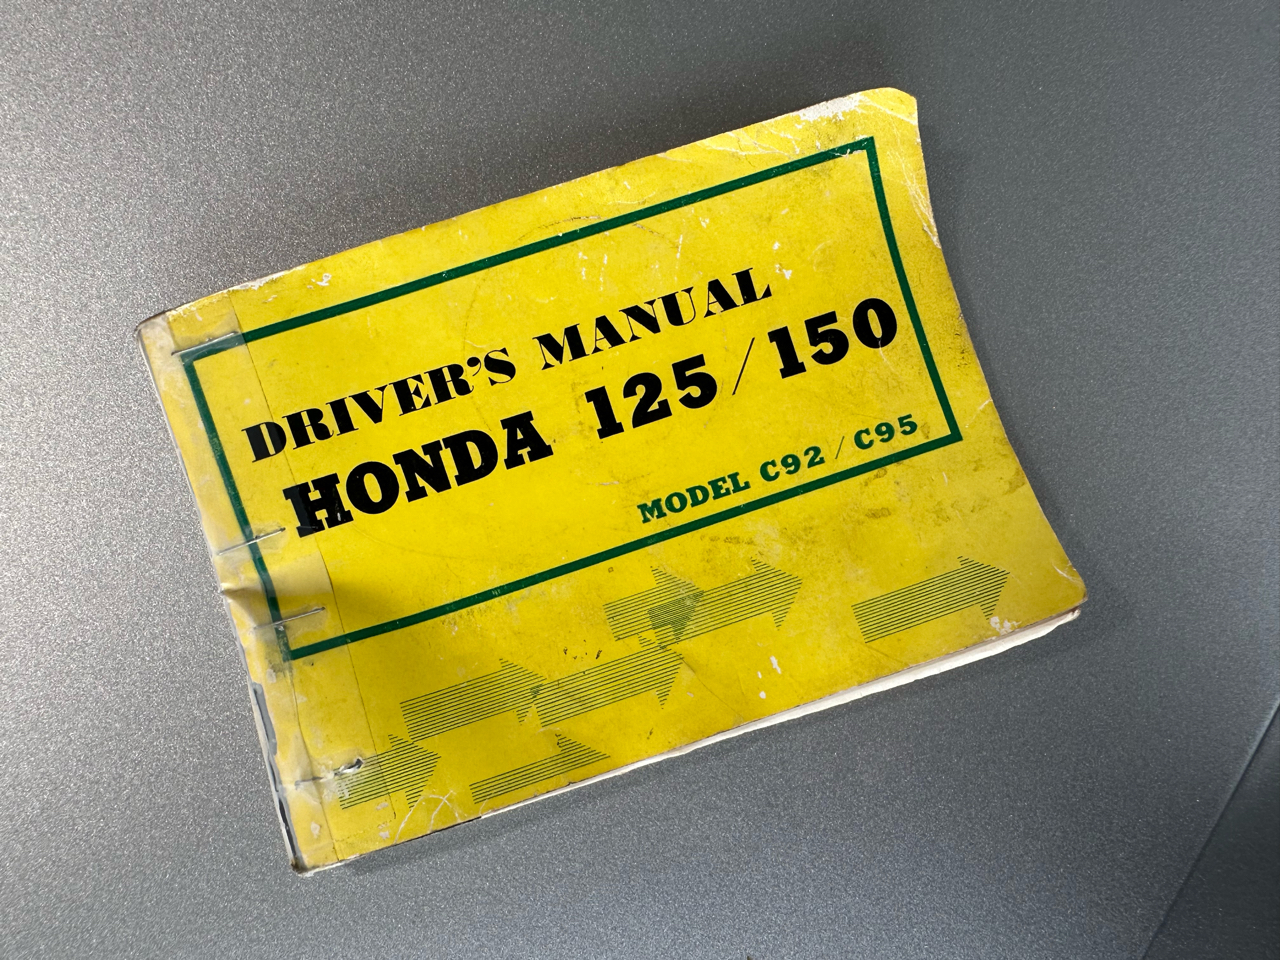 DRIVER'S MANUAL
HONDA 125/150
MODEL C92/C95